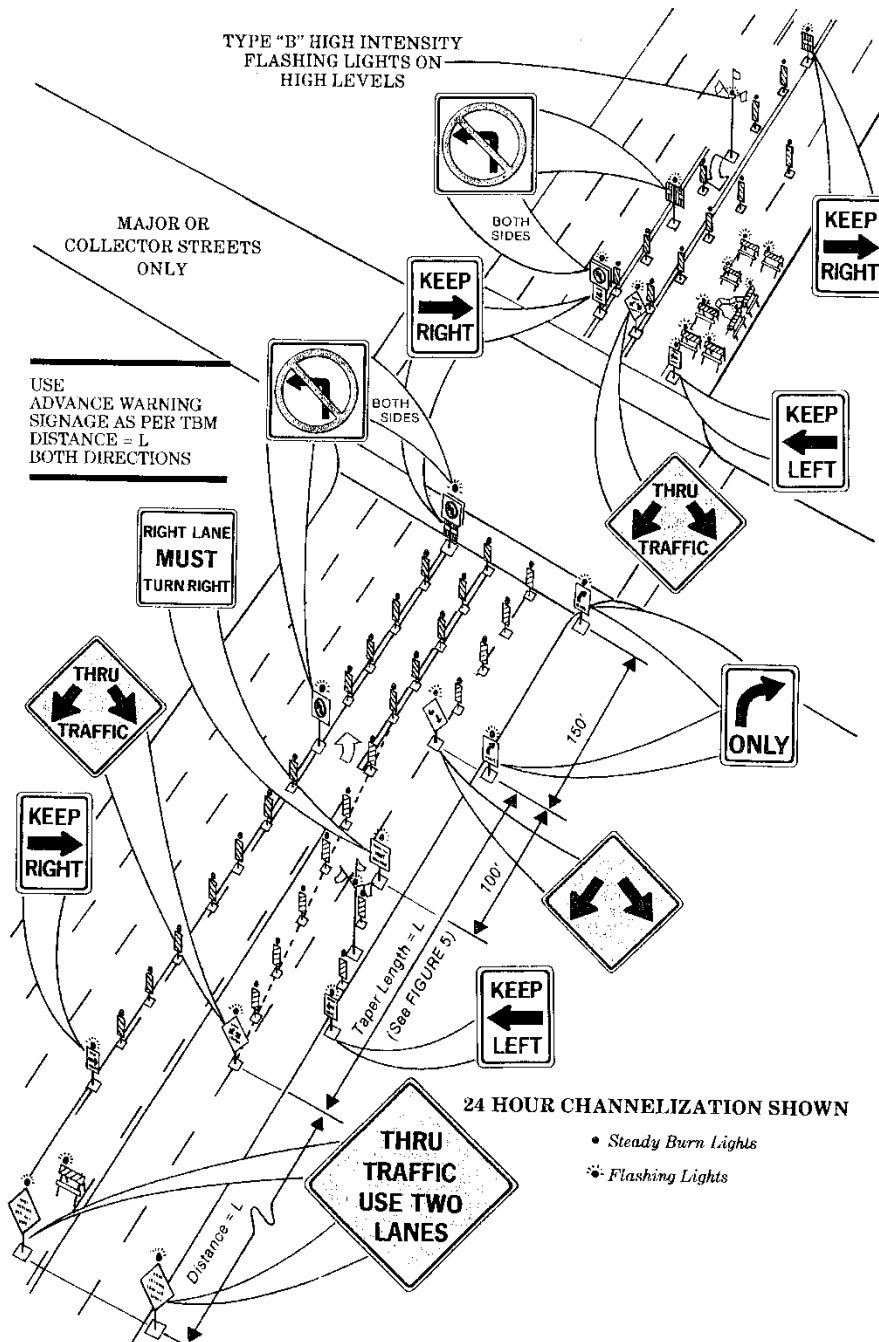 TYPE "B" HIGH INTENSITY
FLASHING LIGHTS ON
HIGH LEVELS
BOTH
SIDES
MAJOR OR
COLLECTOR STREETS
ONLY
KEEP
RIGHT
KEEP
RIGHT
USE
ADVANCE WARNING
SIGNAGE AS PER TBM
DISTANCE = L
BOTH DIRECTIONS
BOTH
SIDES
KEEP
LEFT
THRU
TRAFFIC
RIGHT LANE
MUST
TURN RIGHT
THRU
TRAFFIC
ONLY
150'
KEEP
RIGHT
100'
Taper Length = L
(See FIGURE 5)
KEEP
LEFT
24 HOUR CHANNELIZATION SHOWN
Steady Burn Lights
Flashing Lights
THRU
TRAFFIC
USE TWO
LANES
Distance = L